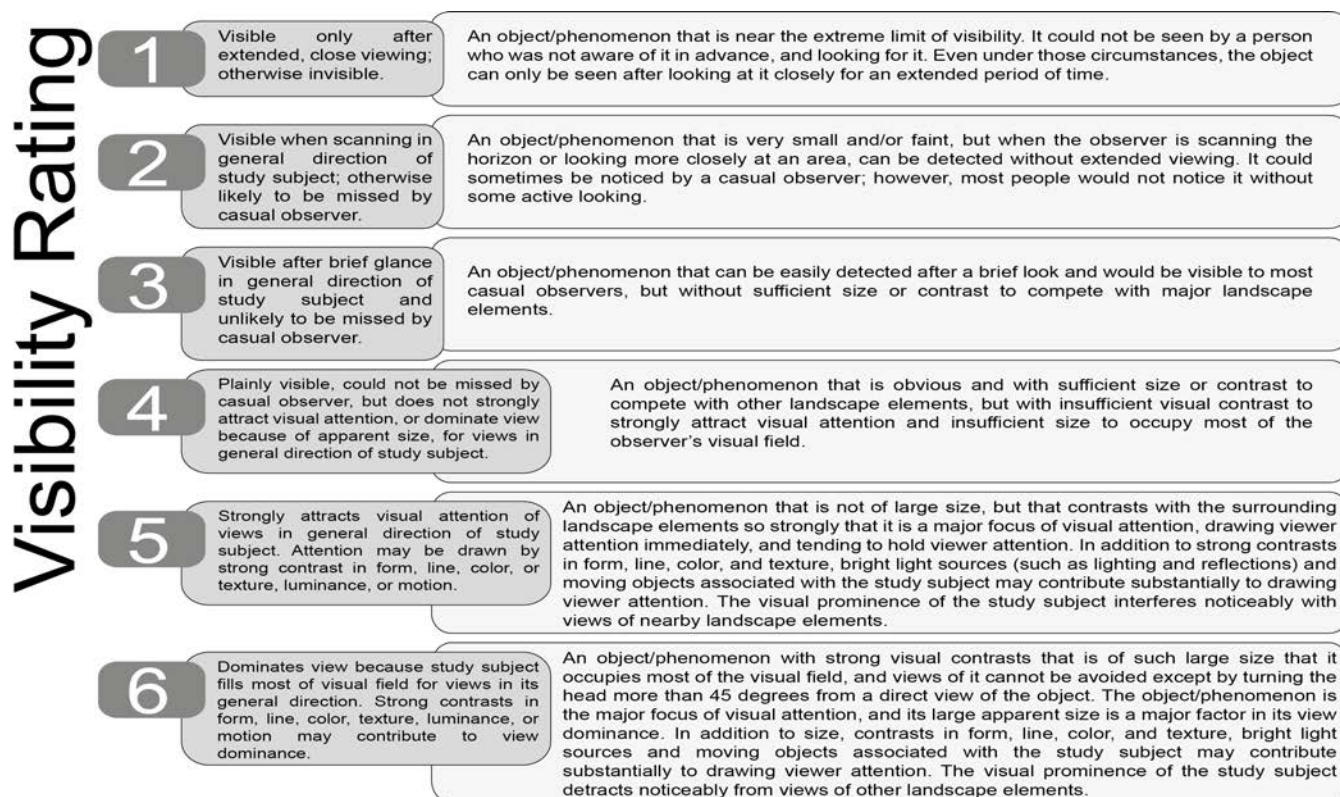 Visibility Rating
1
Visible only after
extended, close viewing;
otherwise invisible.
An object/phenomenon that is near the extreme limit of visibility. It could not be seen by a person
who was not aware of it in advance, and looking for it. Even under those circumstances, the object
can only be seen after looking at it closely for an extended period of time.
2
Visible when scanning in
general direction of
study subject; otherwise
likely to be missed by
casual observer.
An object/phenomenon that is very small and/or faint, but when the observer is scanning the
horizon or looking more closely at an area, can be detected without extended viewing. It could
sometimes be noticed by a casual observer; however, most people would not notice it without
some active looking.
3
Visible after brief glance
in general direction of
study subject and
unlikely to be missed by
casual observer.
An object/phenomenon that can be easily detected after a brief look and would be visible to most
casual observers, but without sufficient size or contrast to compete with major landscape
elements.
4
Plainly visible, could not be missed by
casual observer, but does not strongly
attract visual attention, or dominate view
because of apparent size, for views in
general direction of study subject.
An object/phenomenon that is obvious and with sufficient size or contrast to
compete with other landscape elements, but with insufficient visual contrast to
strongly attract visual attention and insufficient size to occupy most of the
observer's visual field.
5
Strongly attracts visual attention of
views in general direction of study
subject. Attention may be drawn by
strong contrast in form, line, color, or
texture, luminance, or motion.
An object/phenomenon that is not of large size, but that contrasts with the surrounding
landscape elements so strongly that it is a major focus of visual attention, drawing viewer
attention immediately, and tending to hold viewer attention. In addition to strong contrasts
in form, line, color, and texture, bright light sources (such as lighting and reflections) and
moving objects associated with the study subject may contribute substantially to drawing
viewer attention. The visual prominence of the study subject interferes noticeably with
views of nearby landscape elements.
6
Dominates view because study subject
fills most of visual field for views in its
general direction. Strong contrasts in
form, line, color, texture, luminance, or
motion may contribute to view
dominance.
An object/phenomenon with strong visual contrasts that is of such large size that it
occupies most of the visual field, and views of it cannot be avoided except by turning the
head more than 45 degrees from a direct view of the object. The object/phenomenon is
the major focus of visual attention, and its large apparent size is a major factor in its view
dominance. In addition to size, contrasts in form, line, color, and texture, bright light
sources and moving objects associated with the study subject may contribute
substantially to drawing viewer attention. The visual prominence of the study subject
detracts noticeably from views of other landscape elements.